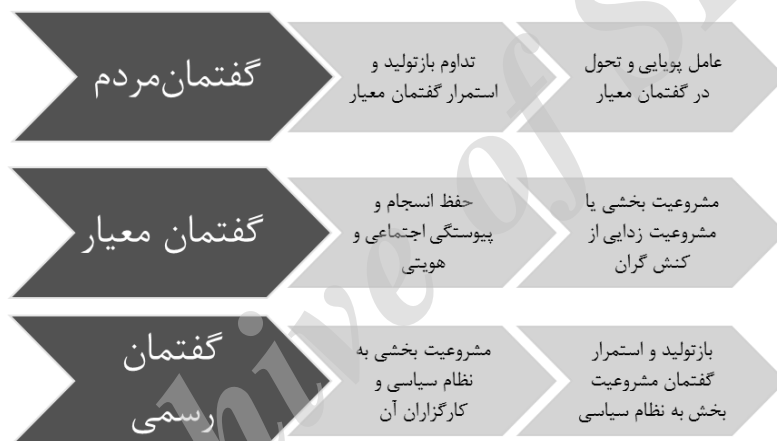 گفتمان‌مردم
تداوم بازتولید و
استمرار گفتمان معیار
عامل پویایی و تحول
در گفتمان معیار
گفتمان معیار
حفظ انسجام و
پیوستگی اجتماعی و
هویتی
مشروعیت بخشی یا
مشروعیت زدایی از
کنش گران
گفتمان
رسمی
مشروعیت بخشی به
نظام سیاسی و
کارگزاران آن
بازتولید و استمرار
گفتمان مشروعیت
بخش به نظام سیاسی